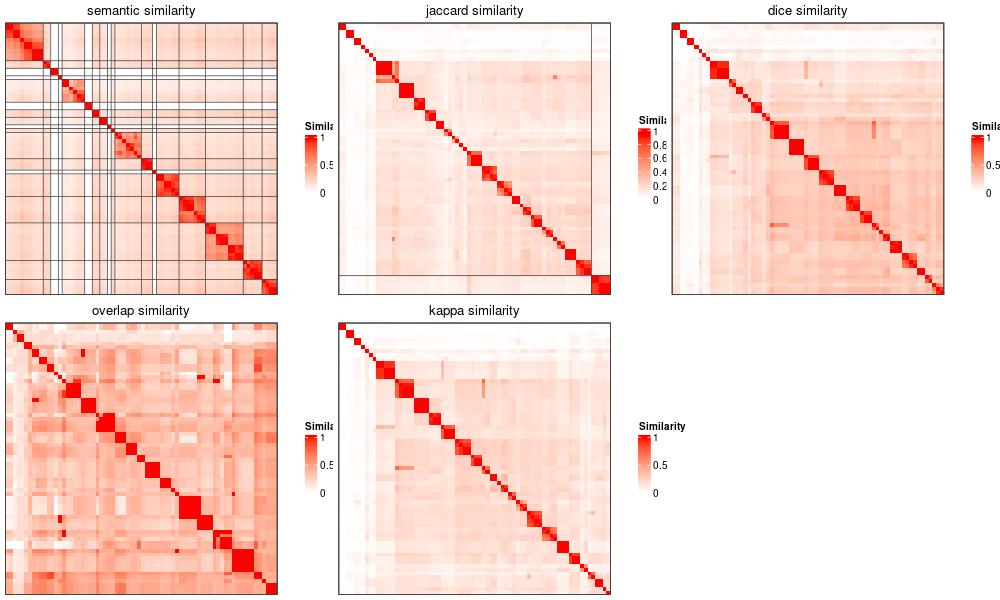 semantic similarity
jaccard similarity
dice similarity
Simila
1
0.5
0
Simila
1
0.8
0.6
0.4
0.2
0
Simila
1
0.5
0
overlap similarity
kappa similarity
Simila
1
0.5
0
Similarity
1
0.5
0